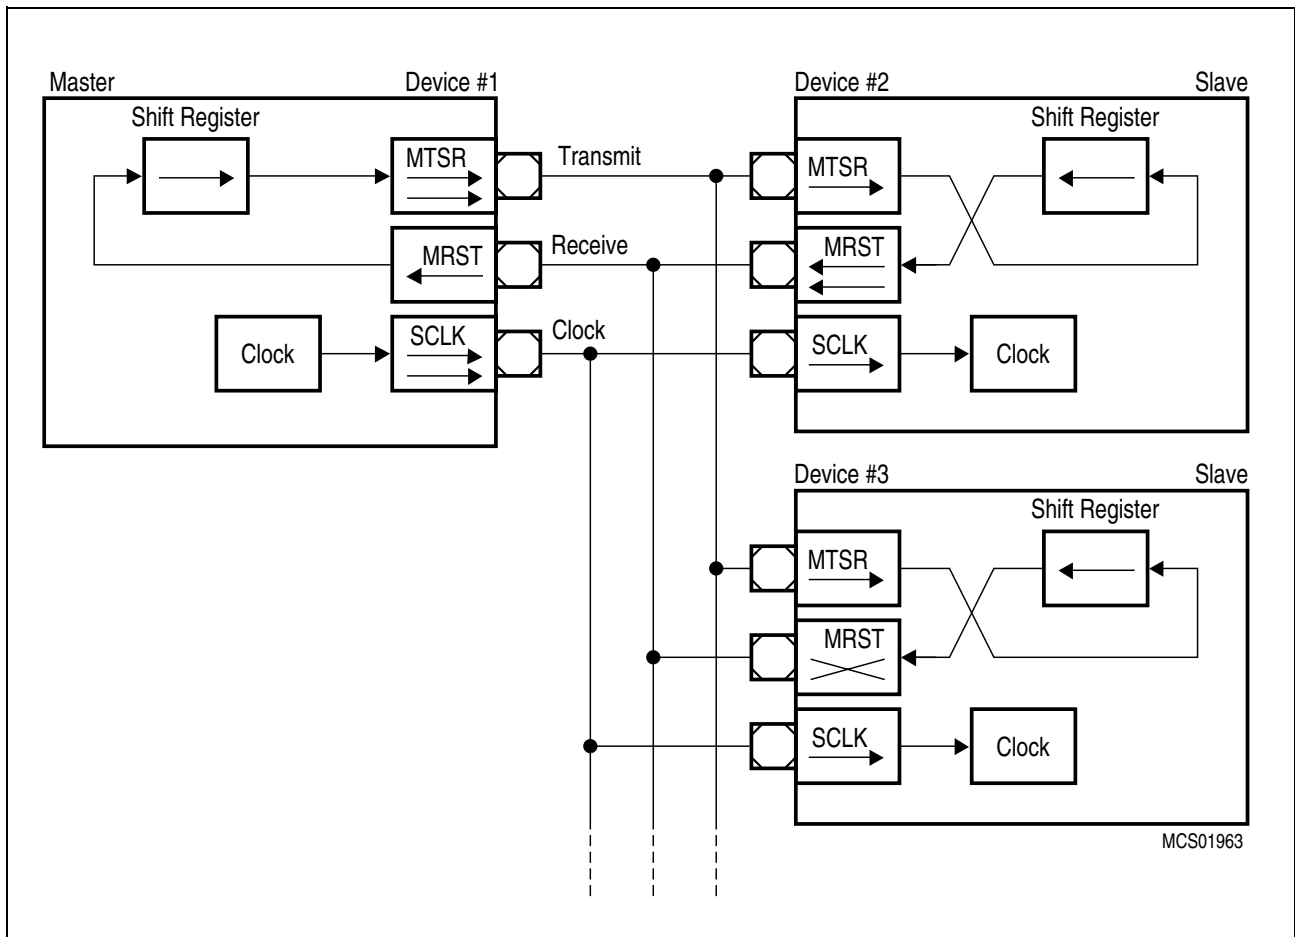 Master Device #1
Shift Register
MTSR
Transmit
MRST
Receive
Clock
SCLK
Clock
Device #2 Slave
Shift Register
MTSR
MRST
SCLK
Clock
Device #3 Slave
Shift Register
MTSR
MRST
SCLK
Clock
MCS01963